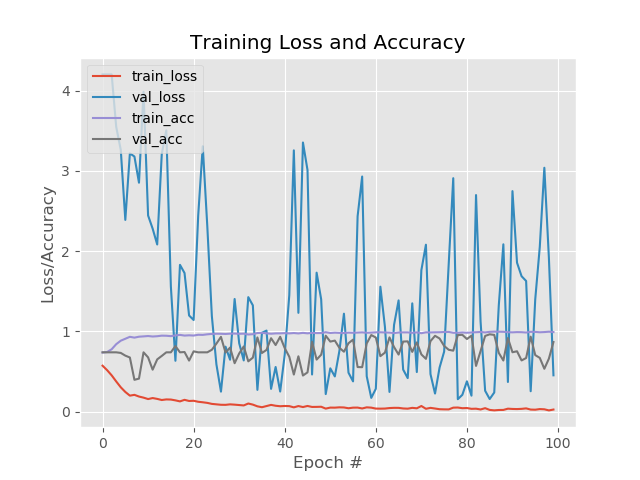 Training Loss and Accuracy
train_loss
val_loss
train_acc
val_acc
4
3
2
1
0
Loss/Accuracy
0 20 40 60 80 100
Epoch #